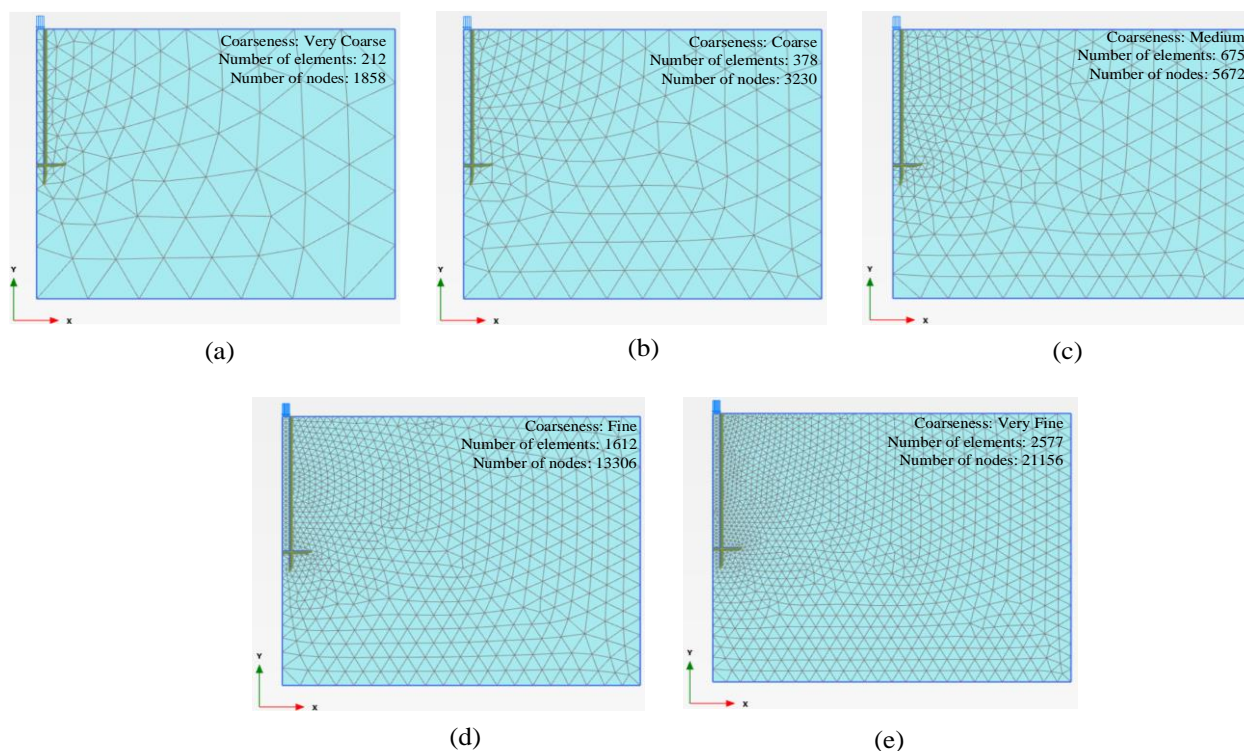 Coarseness: Very Coarse
Number of elements: 212
Number of nodes: 1858
Y
X
(a)
Coarseness: Coarse
Number of elements: 378
Number of nodes: 3230
Y
X
(b)
Coarseness: Medium
Number of elements: 675
Number of nodes: 5672
Y
X
(c)
Coarseness: Fine
Number of elements: 1612
Number of nodes: 13306
Y
X
(d)
Coarseness: Very Fine
Number of elements: 2577
Number of nodes: 21156
Y
X
(e)